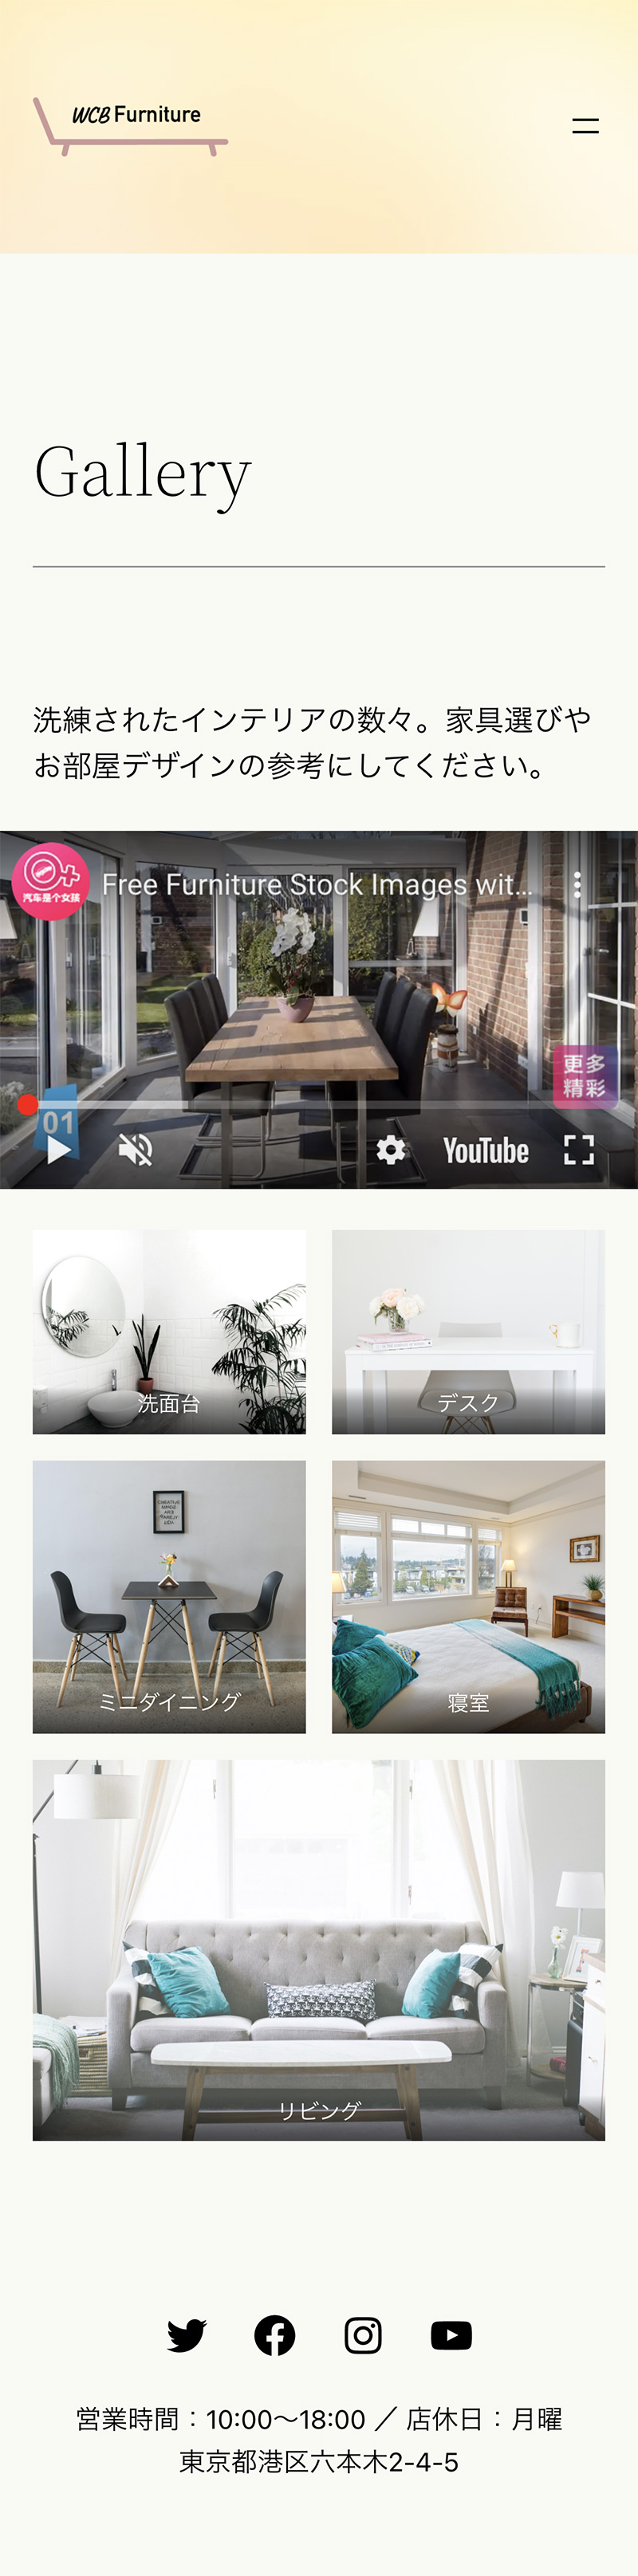 WCB Furniture
Gallery
洗練されたインテリアの数々。家具選びや
お部屋デザインの参考にしてください。
汽车是个女孩
Free Furniture Stock Images wit...
更多
精彩
01
YouTube
洗面台
デスク
CREATIVE
MINDS
ARE
RARELY
TIDY
ミニダイニング
寝室
リビング
営業時間：10:00〜18:00 ／ 店休日：月曜
東京都港区六本木2-4-5